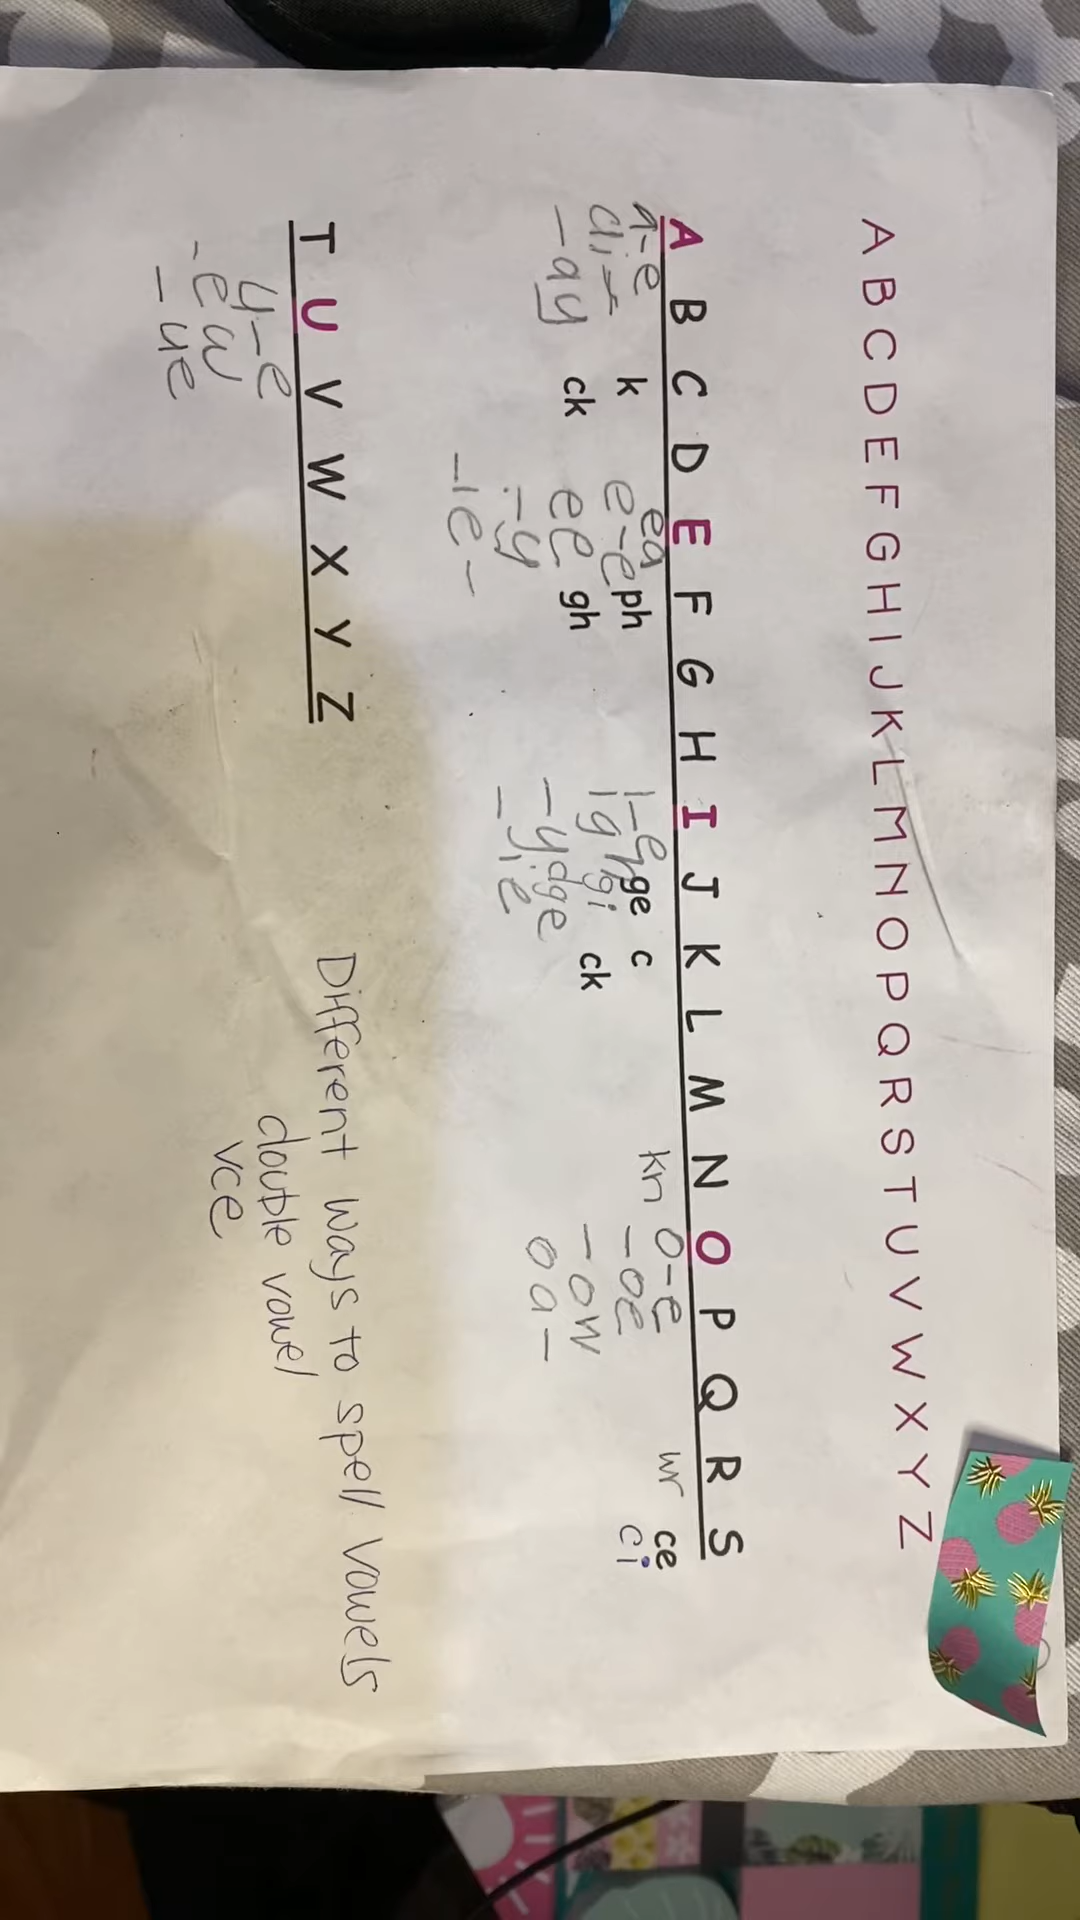 A B C D E F G H I J K L M N O P Q R S T U V W X Y Z
A B C D E F G H I J K L M N O P Q R S
a-e k ea ph i-e ge c kn o-e wr ce
ai- ck e-e gh igh gi ck -oe ci
-ay ee -y dge -ow
-y -ie oa-
-ie-
T U V W X Y Z
u-e
-ew
-ue
Different ways to spell vowels
double vowel
vce